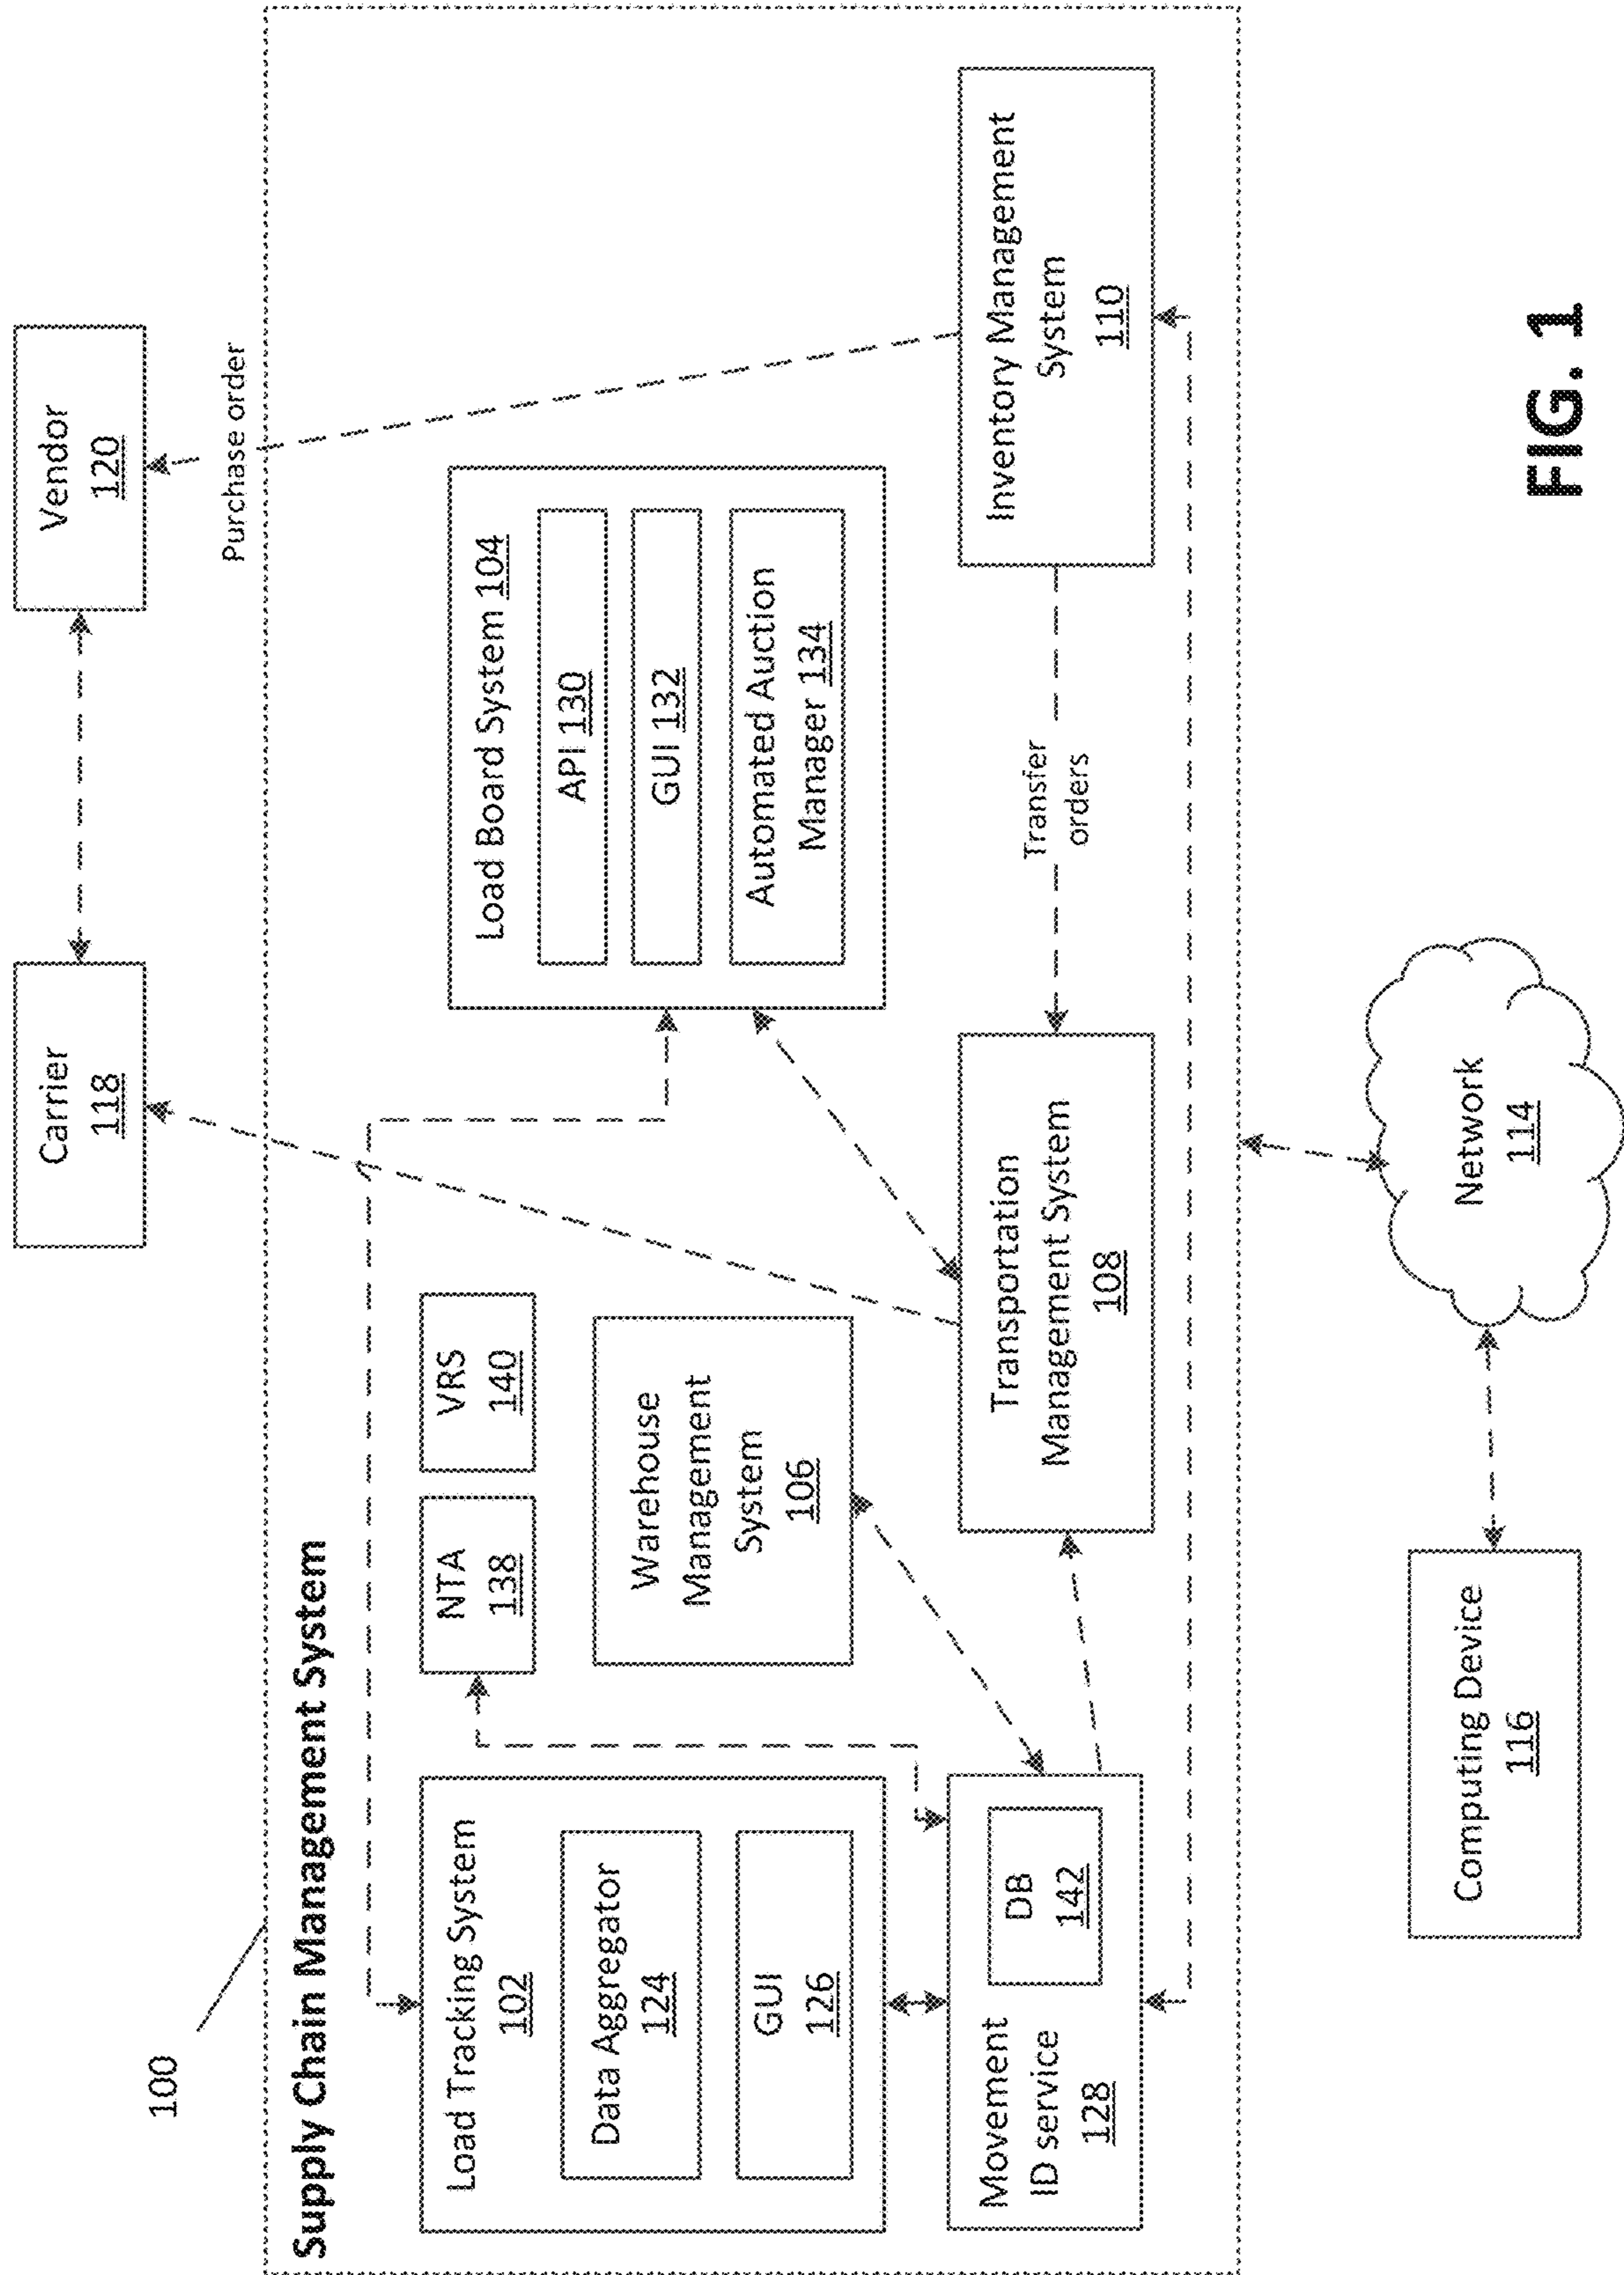 100
Carrier
118
Vendor
120
Purchase order
Supply Chain Management System
Load Tracking System
102
Data Aggregator
124
GUI
126
NTA
138
VRS
140
Warehouse
Management
System
106
Load Board System 104
API 130
GUI 132
Automated Auction
Manager 134
Movement
ID service
128
DB
142
Transportation
Management System
108
Transfer
orders
Inventory Management
System
110
Computing Device
116
Network
114
FIG. 1